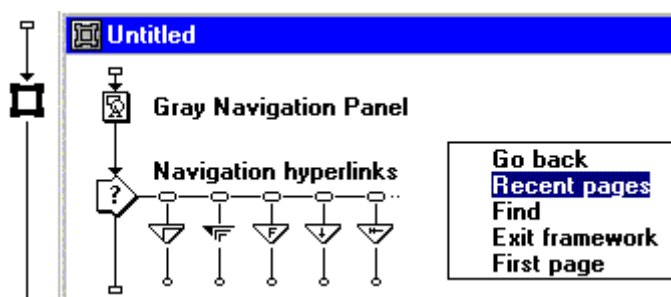 Untitled
Gray Navigation Panel
Navigation hyperlinks
?
F
Go back
Recent pages
Find
Exit framework
First page